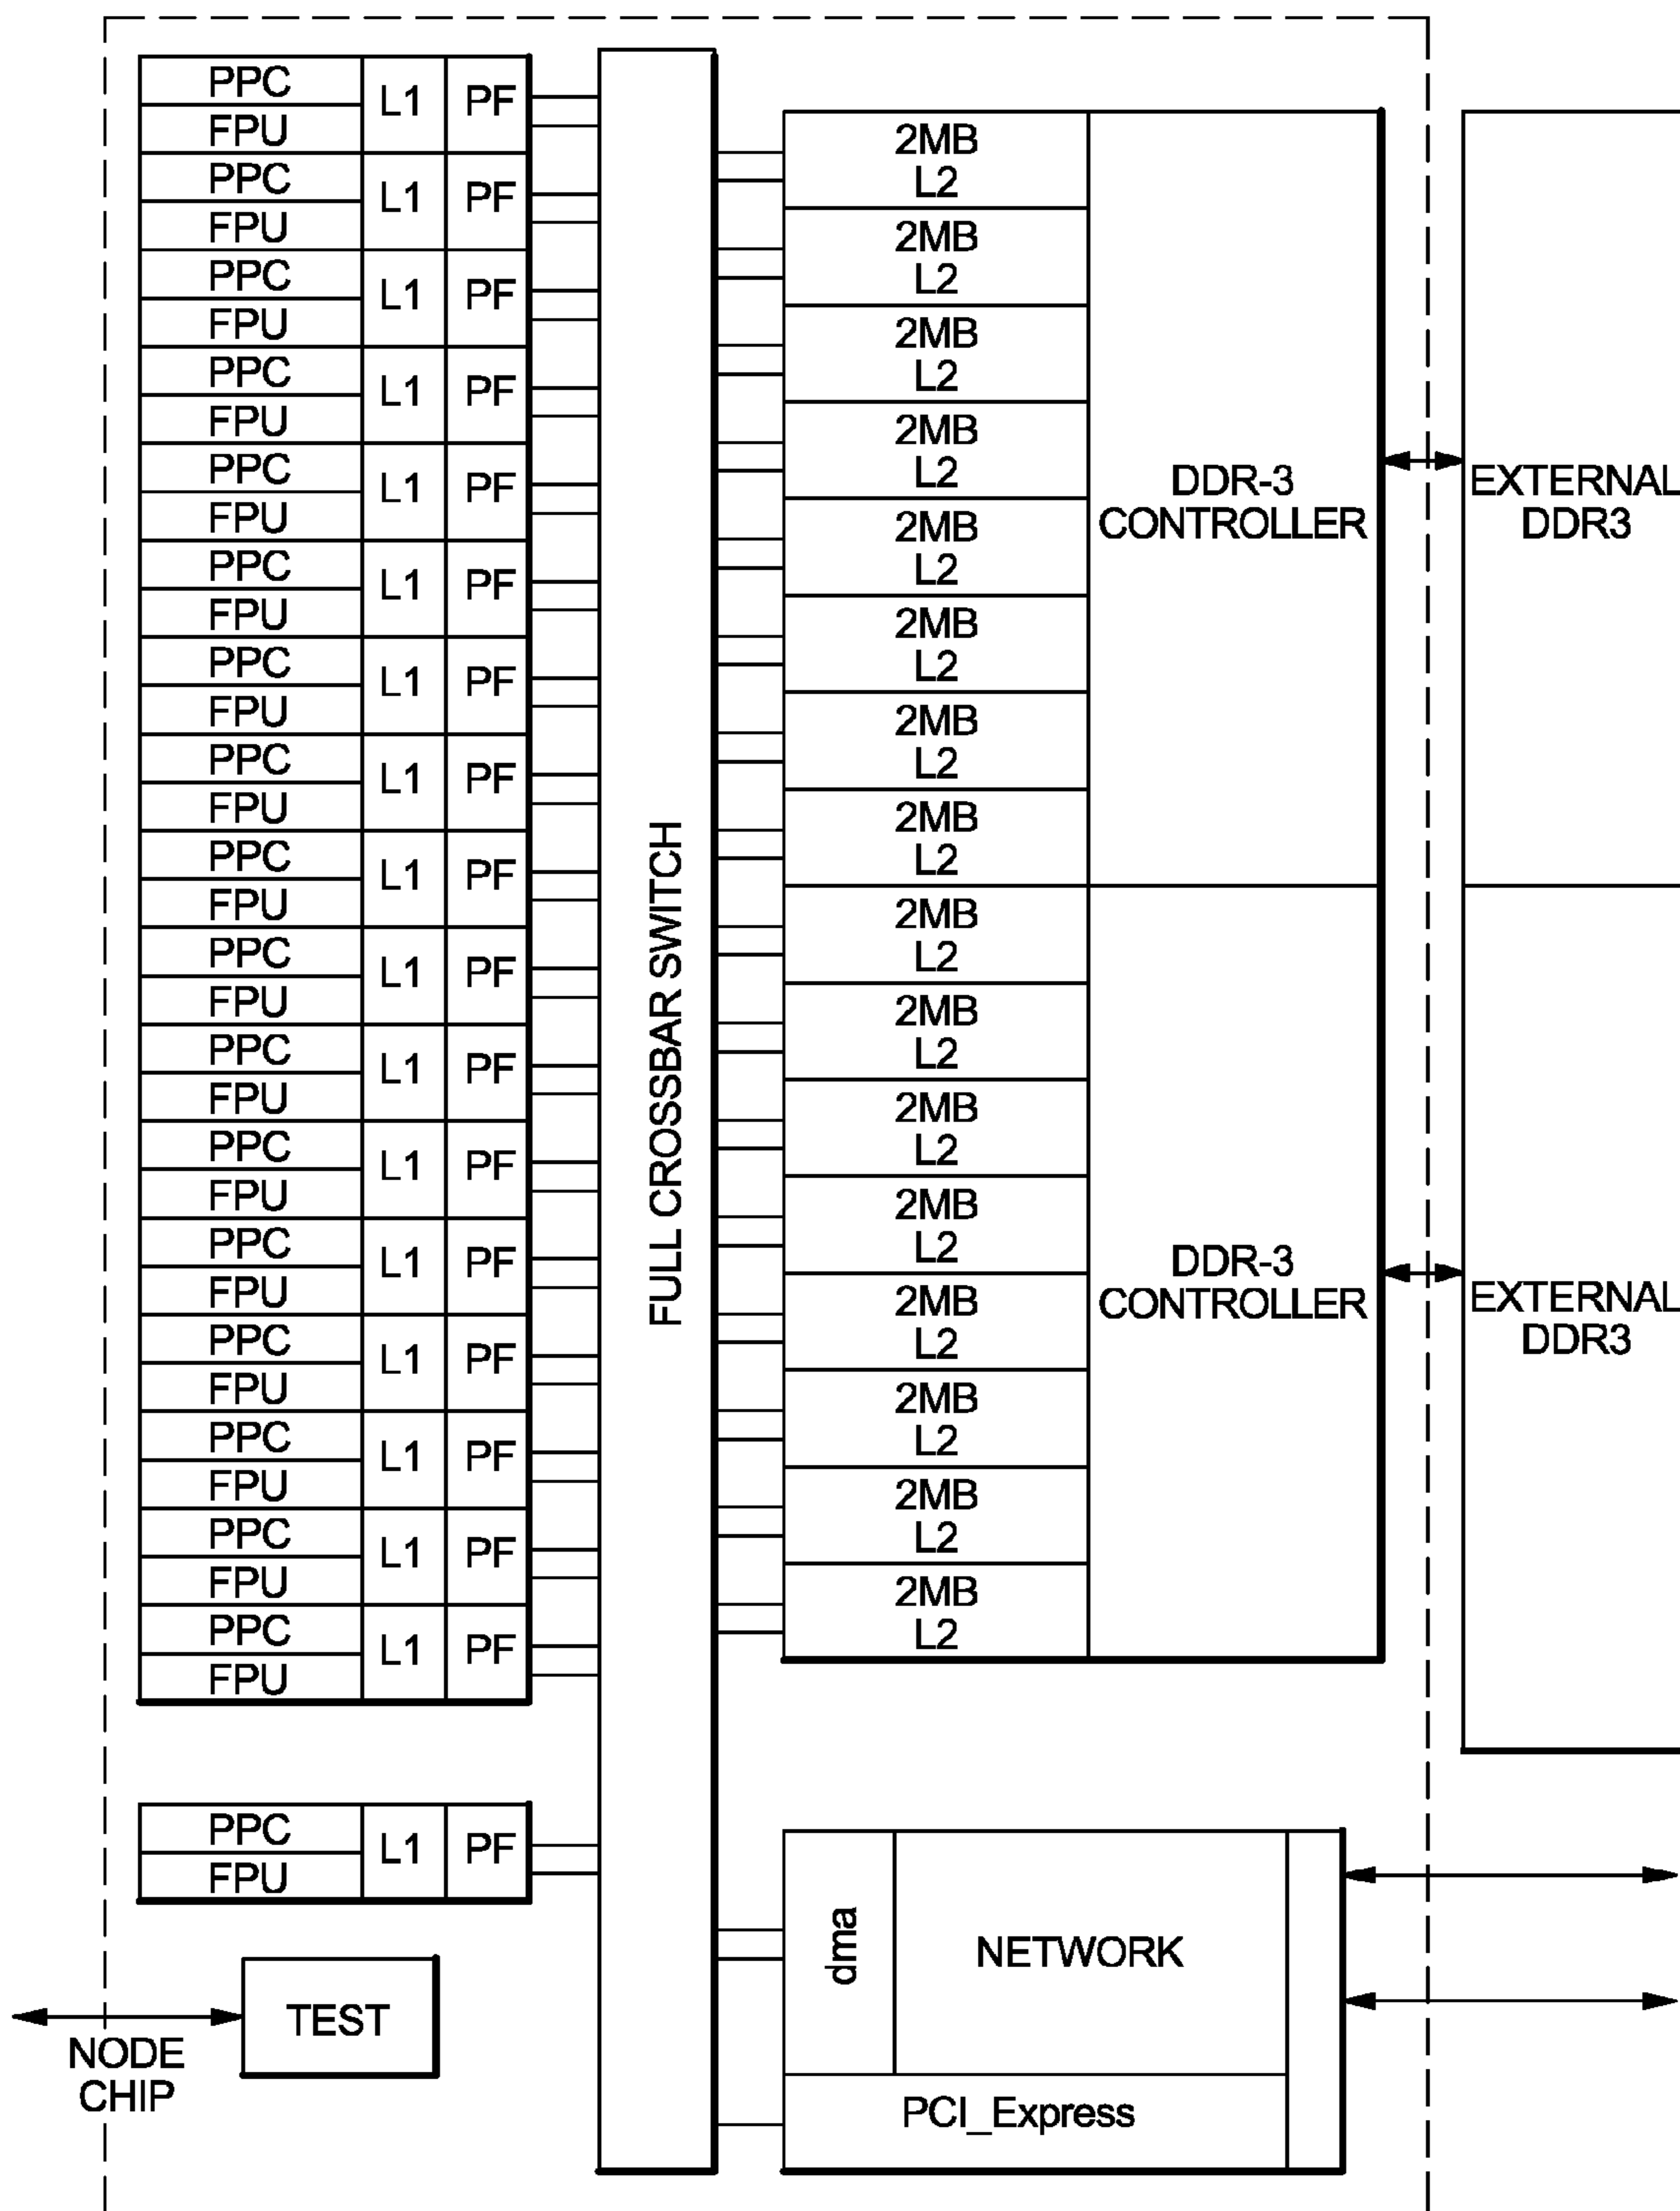 PPC
FPU
L1
PF
PPC
FPU
L1
PF
PPC
FPU
L1
PF
PPC
FPU
L1
PF
PPC
FPU
L1
PF
PPC
FPU
L1
PF
PPC
FPU
L1
PF
PPC
FPU
L1
PF
PPC
FPU
L1
PF
PPC
FPU
L1
PF
PPC
FPU
L1
PF
PPC
FPU
L1
PF
PPC
FPU
L1
PF
PPC
FPU
L1
PF
PPC
FPU
L1
PF
PPC
FPU
L1
PF
PPC
FPU
L1
PF
PPC
FPU
L1
PF
TEST
NODE
CHIP
FULL CROSSBAR SWITCH
2MB
L2
2MB
L2
2MB
L2
2MB
L2
2MB
L2
2MB
L2
2MB
L2
2MB
L2
2MB
L2
2MB
L2
2MB
L2
2MB
L2
2MB
L2
2MB
L2
2MB
L2
2MB
L2
DDR-3
CONTROLLER
DDR-3
CONTROLLER
EXTERNAL
DDR3
EXTERNAL
DDR3
dma
NETWORK
PCI_Express